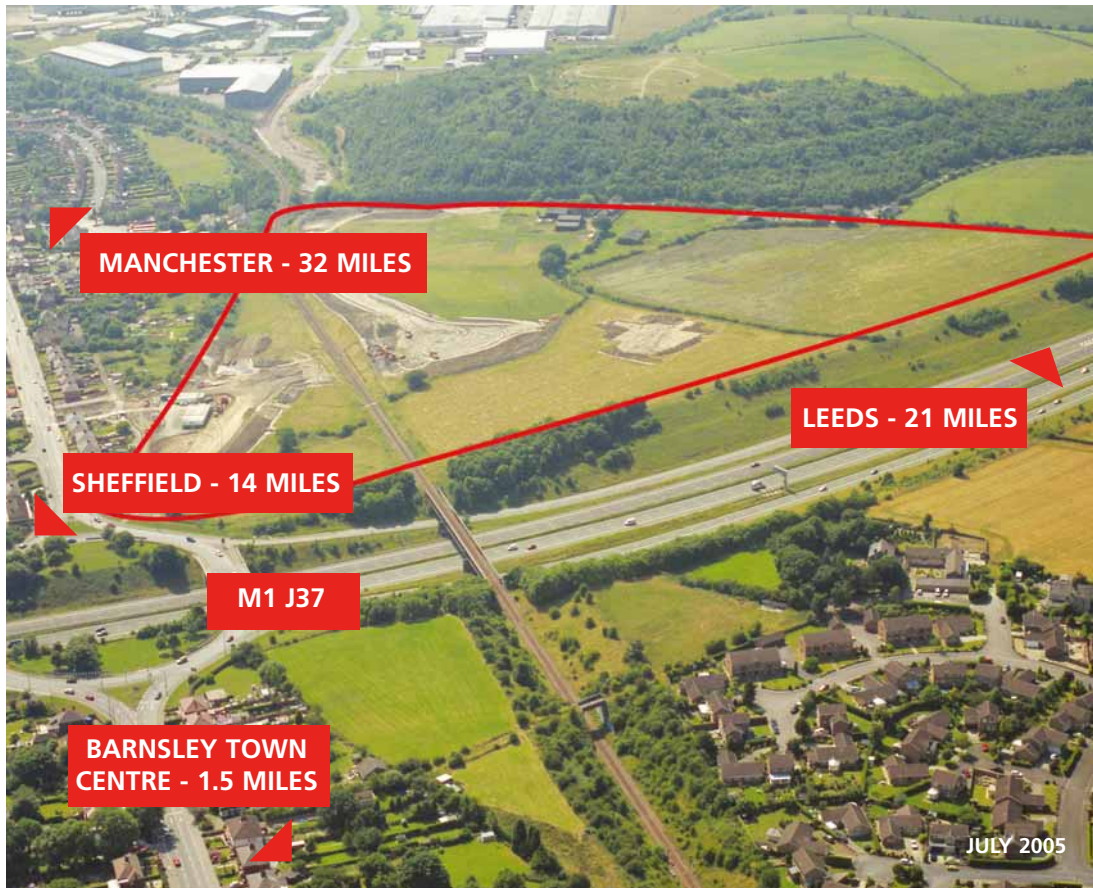 MANCHESTER - 32 MILES
LEEDS - 21 MILES
SHEFFIELD - 14 MILES
M1 J37
BARNSLEY TOWN
CENTRE - 1.5 MILES
JULY 2005